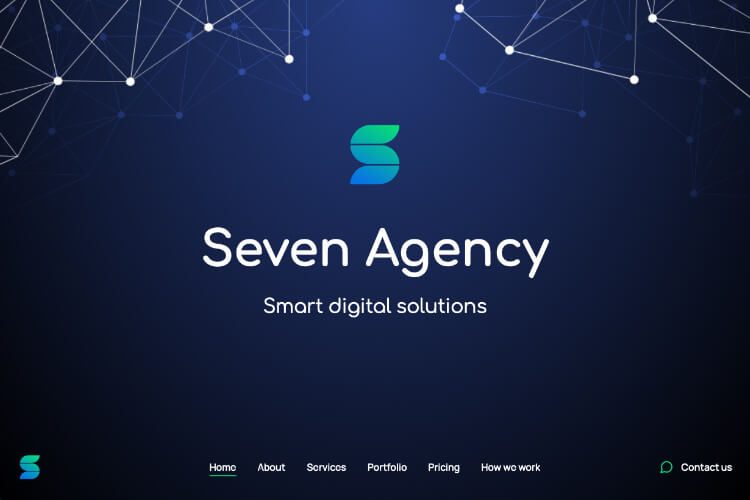 Seven Agency
Smart digital solutions
Home About Services Portfolio Pricing How we work Contact us